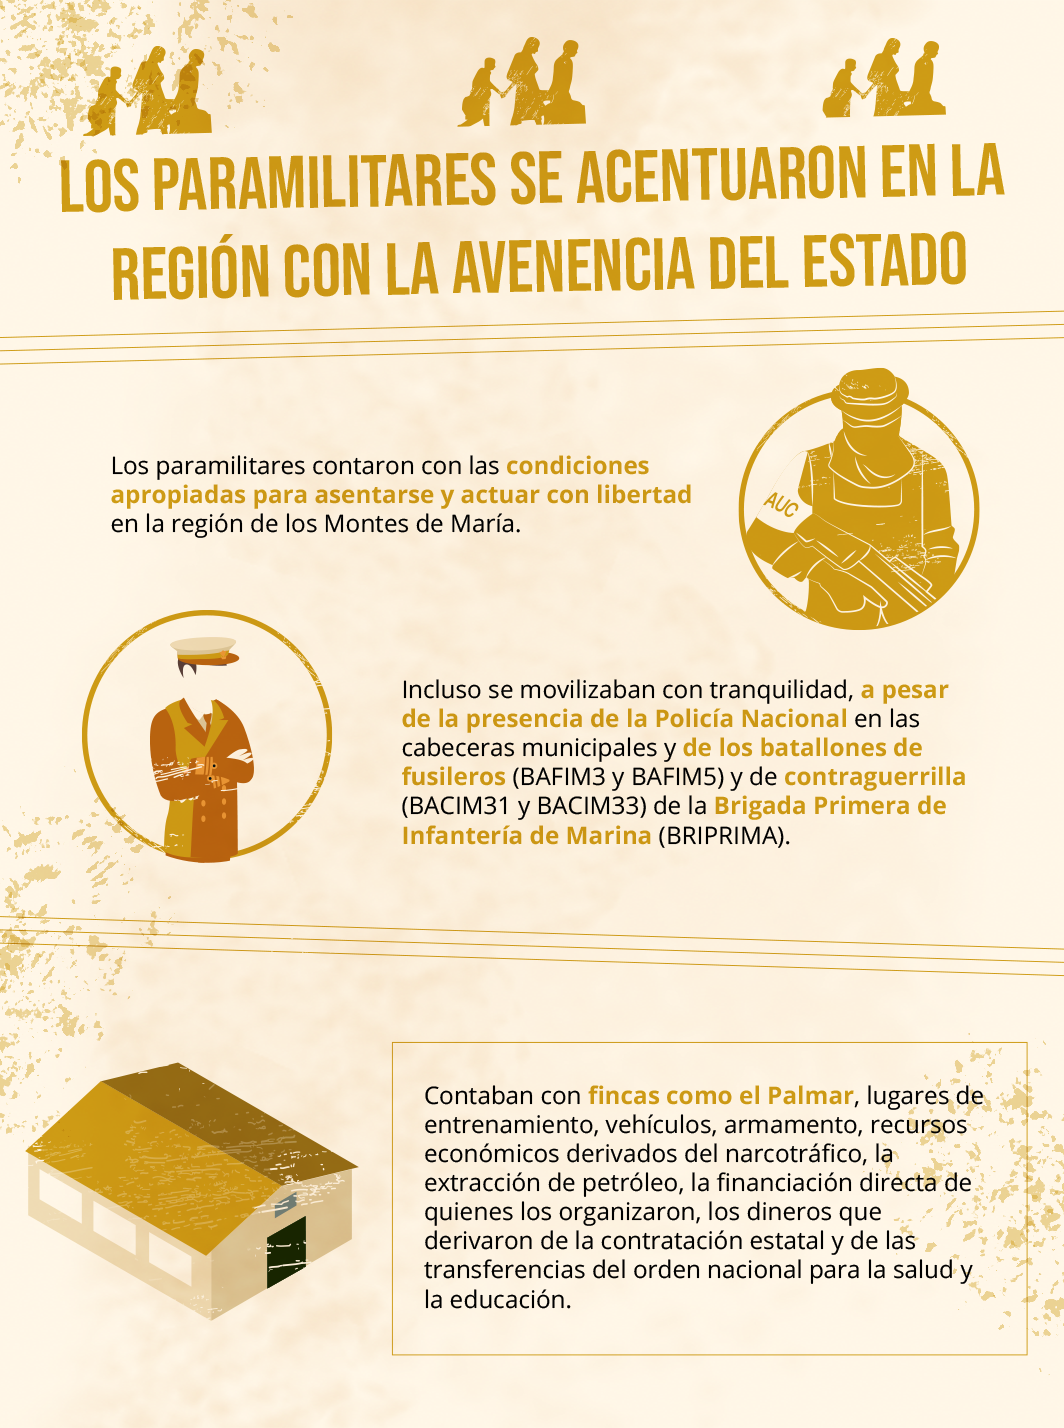 LOS PARAMILITARES SE ACENTUARON EN LA
REGIÓN CON LA AVENENCIA DEL ESTADO
Los paramilitares contaron con las condiciones
apropiadas para asentarse y actuar con libertad
en la región de los Montes de María.
AUC
Incluso se movilizaban con tranquilidad, a pesar
de la presencia de la Policía Nacional en las
cabeceras municipales y de los batallones de
fusileros (BAFIM3 y BAFIM5) y de contraguerrilla
(BACIM31 y BACIM33) de la Brigada Primera de
Infantería de Marina (BRIPRIMA).
Contaban con fincas como el Palmar, lugares de
entrenamiento, vehículos, armamento, recursos
económicos derivados del narcotráfico, la
extracción de petróleo, la financiación directa de
quienes los organizaron, los dineros que
derivaron de la contratación estatal y de las
transferencias del orden nacional para la salud y
la educación.